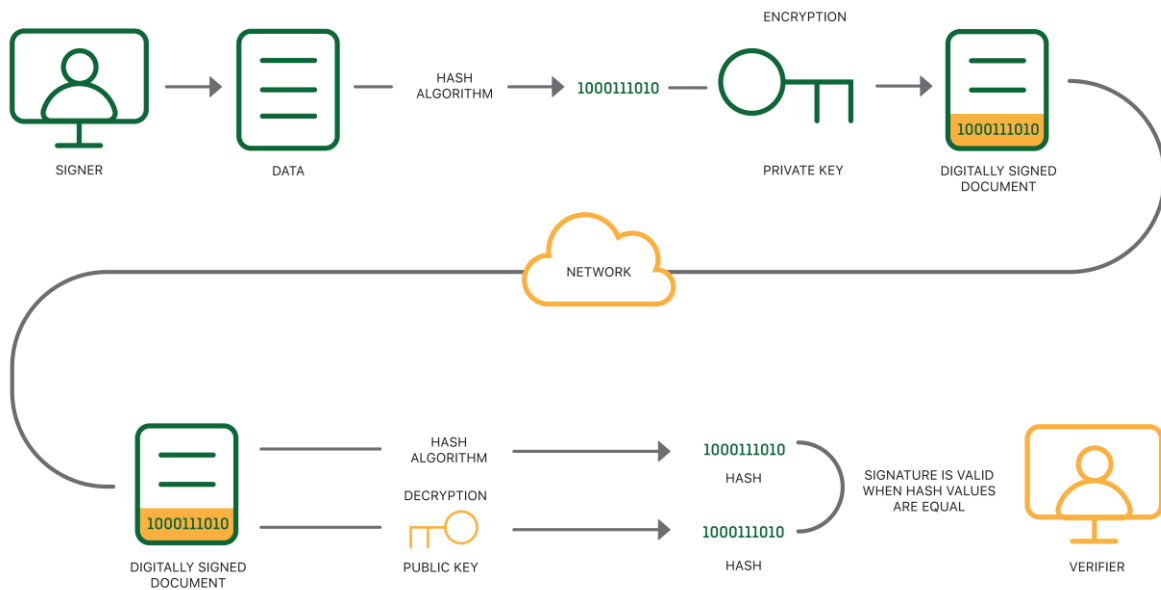 ENCRYPTION
HASH
ALGORITHM
1000111010
1000111010
SIGNER
DATA
PRIVATE KEY
DIGITALLY SIGNED
DOCUMENT
NETWORK
HASH
ALGORITHM
1000111010
HASH
SIGNATURE IS VALID
WHEN HASH VALUES
ARE EQUAL
DECRYPTION
1000111010
1000111010
PUBLIC KEY
HASH
VERIFIER
DIGITALLY SIGNED
DOCUMENT